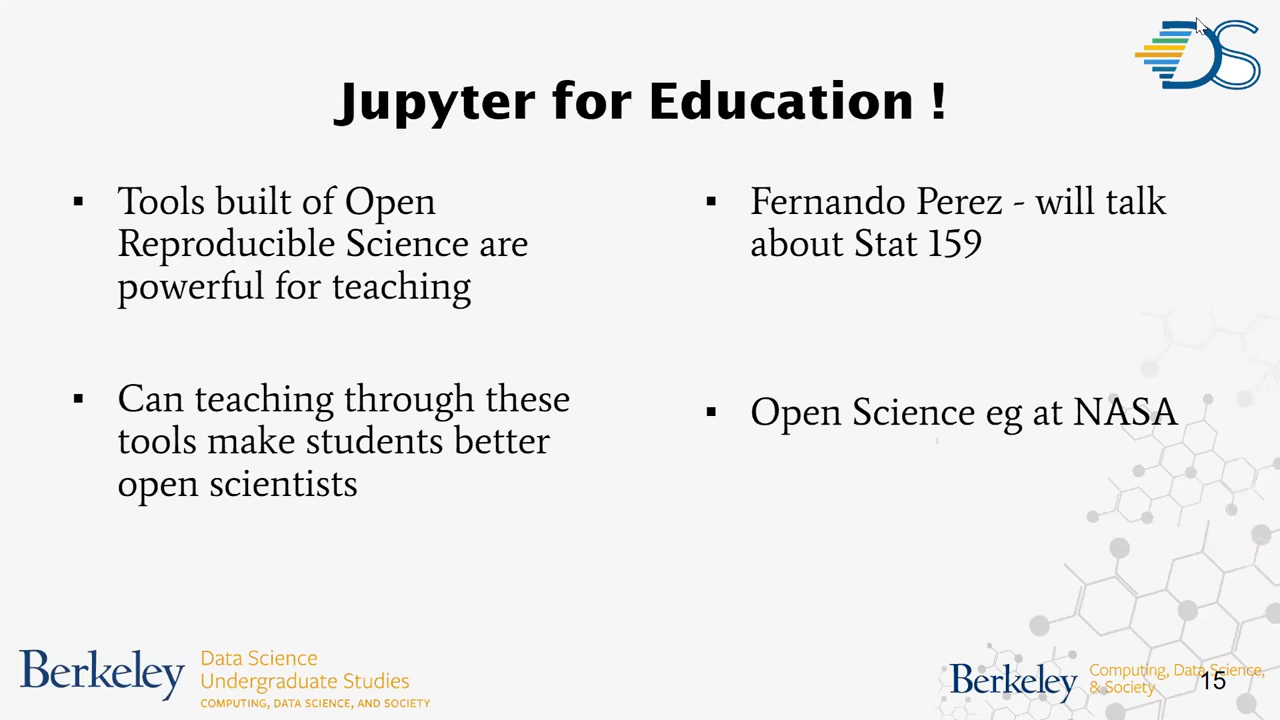 DS
Jupyter for Education !
▪ Tools built of Open
Reproducible Science are
powerful for teaching
▪ Can teaching through these
tools make students better
open scientists
▪ Fernando Perez - will talk
about Stat 159
▪ Open Science eg at NASA
Berkeley
Data Science
Undergraduate Studies
COMPUTING, DATA SCIENCE, AND SOCIETY
Berkeley
Computing, Data Science,
& Society
15